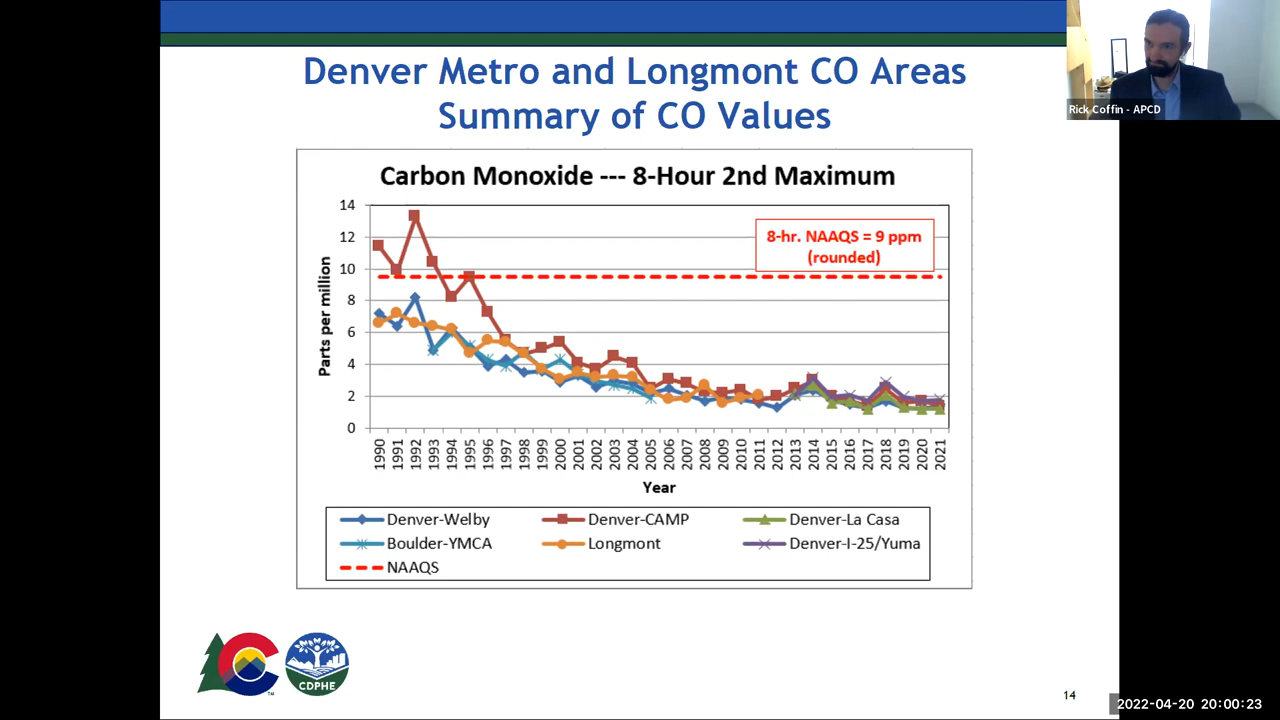 Denver Metro and Longmont CO Areas
Summary of CO Values
Rick Coffin - APCD
Carbon Monoxide --- 8-Hour 2nd Maximum
8-hr. NAAQS = 9 ppm
(rounded)
Parts per million
14
12
10
8
6
4
2
0
1990 1991 1992 1993 1994 1995 1996 1997 1998 1999 2000 2001 2002 2003 2004 2005 2006 2007 2008 2009 2010 2011 2012 2013 2014 2015 2016 2017 2018 2019 2020 2021
Year
Denver-Welby Denver-CAMP Denver-La Casa
Boulder-YMCA Longmont Denver-I-25/Yuma
NAAQS
C
TM
CDPHE
14
2022-04-20 20:00:23